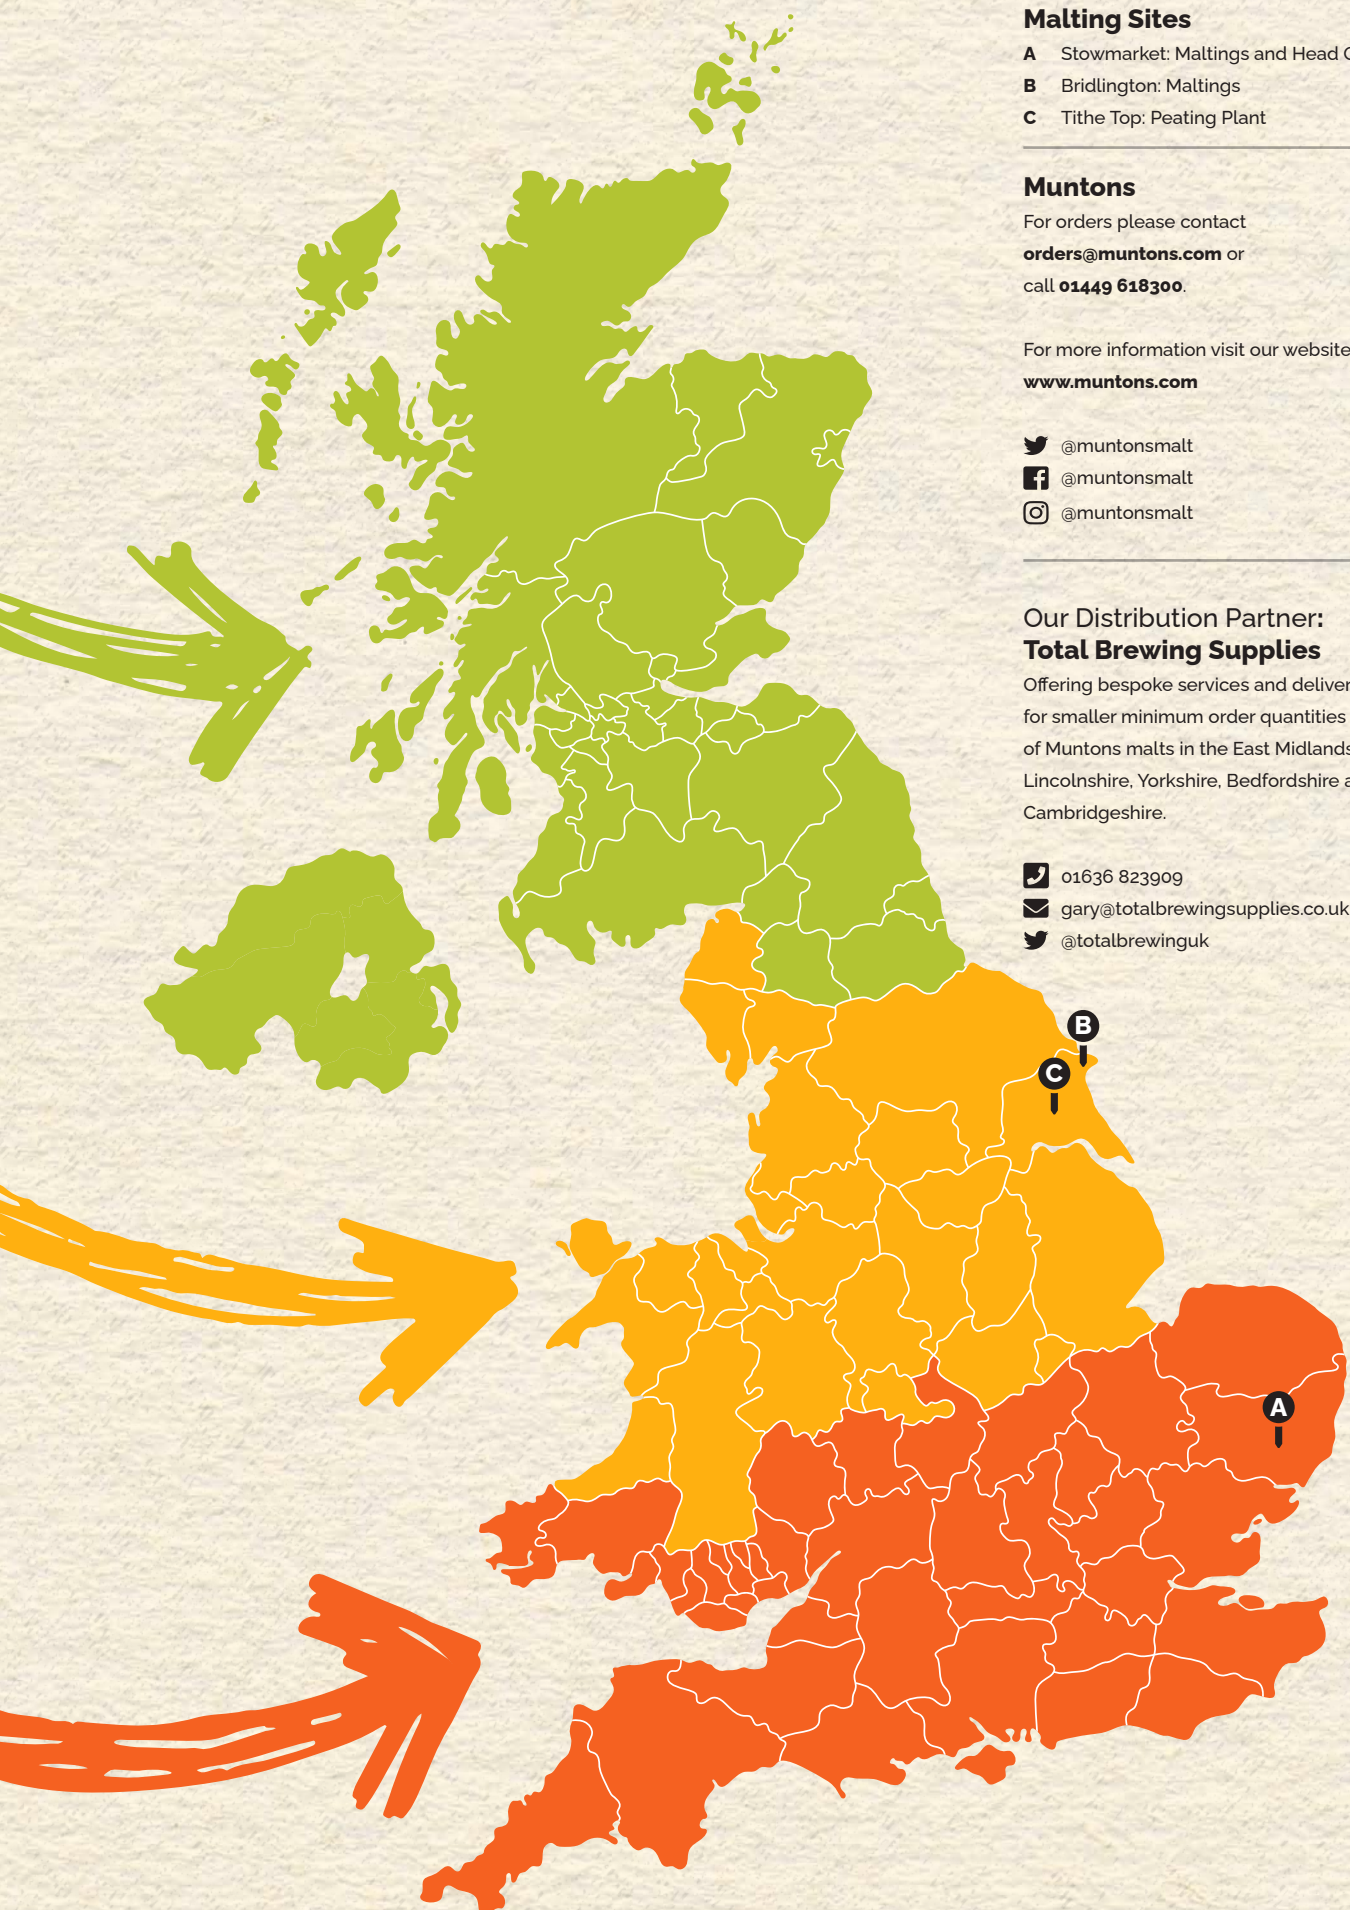 Malting Sites
A Stowmarket: Maltings and Head
B Bridlington: Maltings
C Tithe Top: Peating Plant
Muntons
For orders please contact
orders@muntons.com or
call 01449 618300.
For more information visit our website
www.muntons.com
@muntonsmalt
@muntonsmalt
@muntonsmalt
Our Distribution Partner:
Total Brewing Supplies
Offering bespoke services and
for smaller minimum order quantities
of Muntons malts in the East Midlands
Lincolnshire, Yorkshire, Bedfordshire
Cambridgeshire.
01636 823909
gary@totalbrewingsupplies.co.uk
@totalbrewinguk
B
C
A